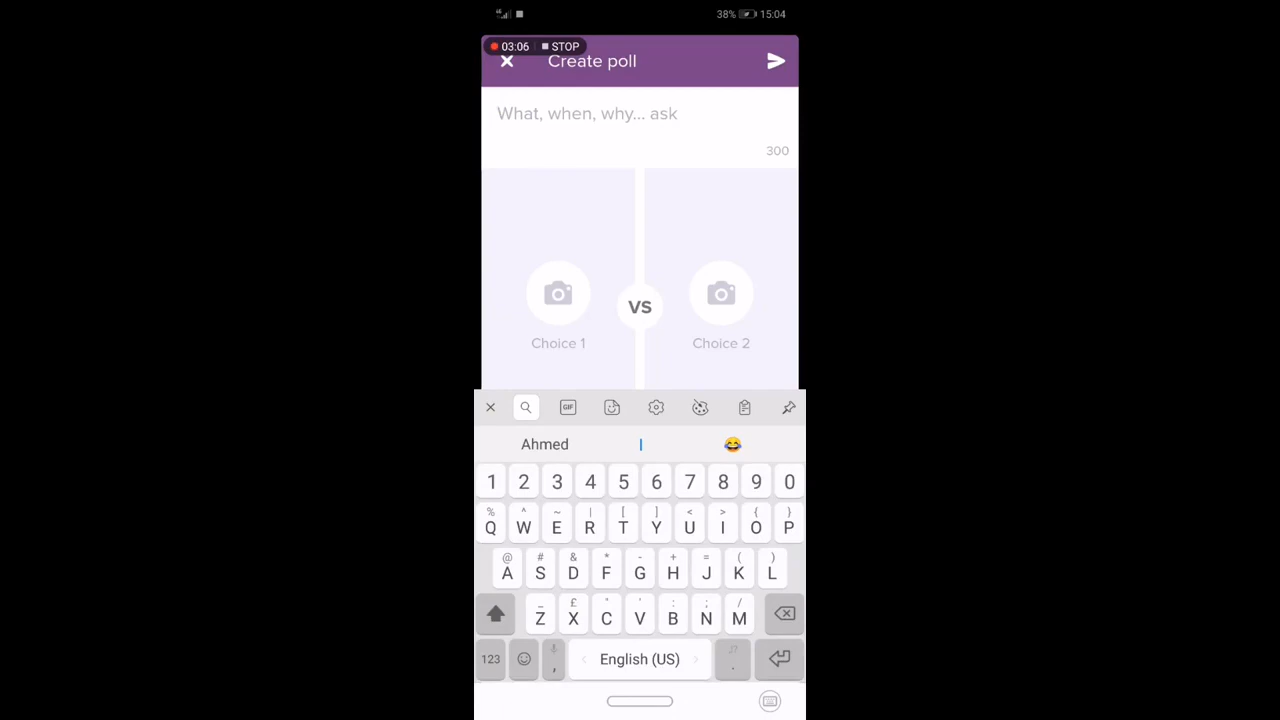 38% 15:04
03:06 STOP
Create poll
What, when, why... ask
300
VS
Choice 1 Choice 2
GIF
Ahmed 😂
1 2 3 4 5 6 7 8 9 0
% ^ ~ | [ ] < > { }
Q W E R T Y U I O P
@ # & * - + = ( )
A S D F G H J K L
_ £ " ' : ; /
Z X C V B N M
123 , English (US) .